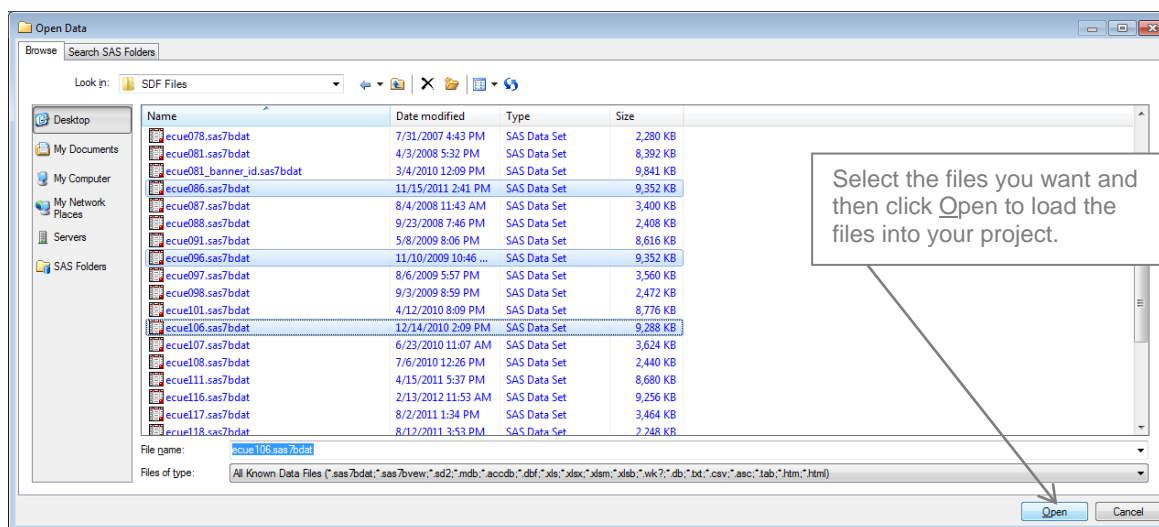 Open Data
Browse Search SAS Folders
Look in: SDF Files
Desktop
My Documents
My Computer
My Network
Places
Servers
SAS Folders
Name Date modified Type Size
ecue078.sas7bdat 7/31/2007 4:43 PM SAS Data Set 2,280 KB
ecue081.sas7bdat 4/3/2008 5:32 PM SAS Data Set 8,392 KB
ecue081_banner_id.sas7bdat 3/4/2010 12:09 PM SAS Data Set 9,841 KB
ecue086.sas7bdat 11/15/2011 2:41 PM SAS Data Set 9,352 KB
ecue087.sas7bdat 8/4/2008 11:43 AM SAS Data Set 3,400 KB
ecue088.sas7bdat 9/23/2008 7:46 PM SAS Data Set 2,408 KB
ecue091.sas7bdat 5/8/2009 8:06 PM SAS Data Set 8,616 KB
ecue096.sas7bdat 11/10/2009 10:46 ... SAS Data Set 9,352 KB
ecue097.sas7bdat 8/6/2009 5:57 PM SAS Data Set 3,560 KB
ecue098.sas7bdat 9/3/2009 8:59 PM SAS Data Set 2,472 KB
ecue101.sas7bdat 4/12/2010 8:09 PM SAS Data Set 8,776 KB
ecue106.sas7bdat 12/14/2010 2:09 PM SAS Data Set 9,288 KB
ecue107.sas7bdat 6/23/2010 11:07 AM SAS Data Set 3,624 KB
ecue108.sas7bdat 7/6/2010 12:26 PM SAS Data Set 2,440 KB
ecue111.sas7bdat 4/15/2011 5:37 PM SAS Data Set 8,680 KB
ecue116.sas7bdat 2/13/2012 11:53 AM SAS Data Set 9,256 KB
ecue117.sas7bdat 8/2/2011 1:34 PM SAS Data Set 3,464 KB
ecue118.sas7bdat 8/12/2011 3:53 PM SAS Data Set 2,248 KB
Select the files you want and
then click Open to load the
files into your project.
File name: ecue106.sas7bdat
Files of type: All Known Data Files (*.sas7bdat;*.sas7bvew;*.sd2;*.mdb;*.accdb;*.dbf;*.xls;*.xlsx;*.xlsm;*.xlsb;*.wk?;*.db;*.txt;*.csv;*.asc;*.tab;*.htm;*.html)
Open Cancel